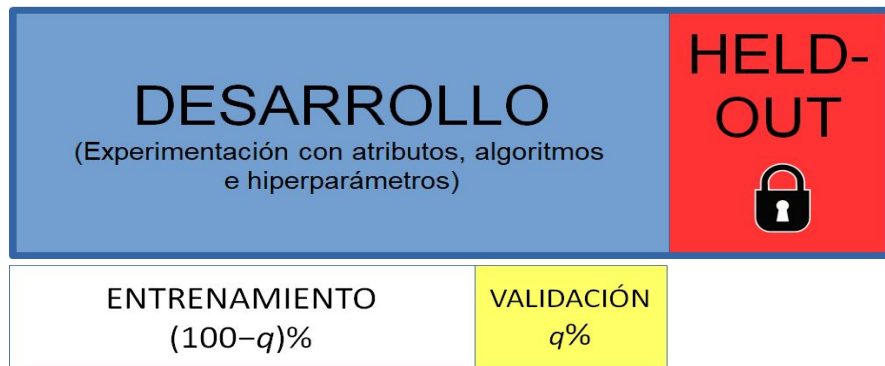 DESARROLLO
(Experimentación con atributos, algoritmos
e hiperparámetros)
HELD-
OUT
ENTRENAMIENTO
(100−q)%
VALIDACIÓN
q%